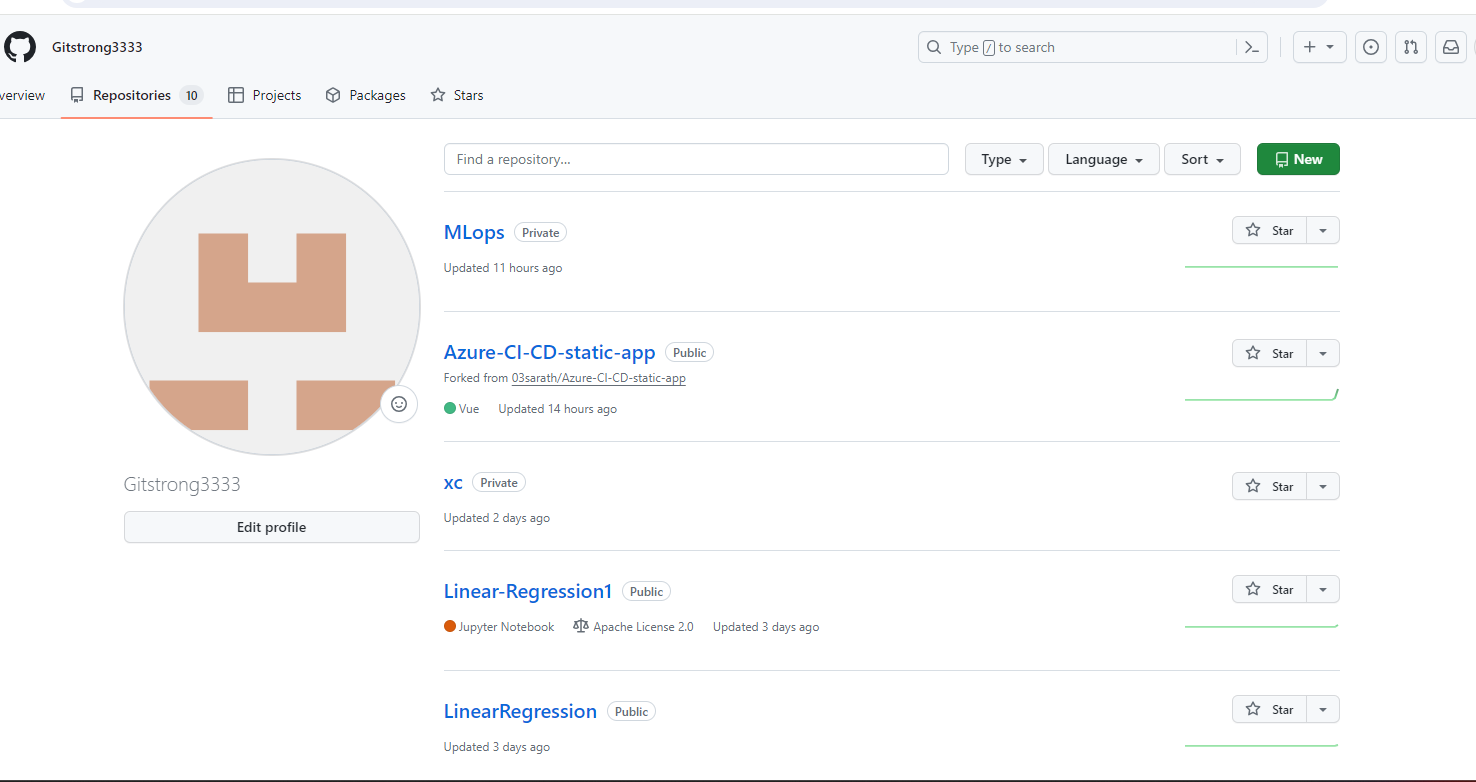 Gitstrong3333
Type / to search
verview Repositories 10 Projects Packages Stars
Find a repository... Type Language Sort New
MLops Private Star
Updated 11 hours ago
Azure-CI-CD-static-app Public Star
Forked from 03sarath/Azure-CI-CD-static-app
Vue Updated 14 hours ago
xc Private Star
Updated 2 days ago
Gitstrong3333
Edit profile
Linear-Regression1 Public Star
Jupyter Notebook Apache License 2.0 Updated 3 days ago
LinearRegression Public Star
Updated 3 days ago